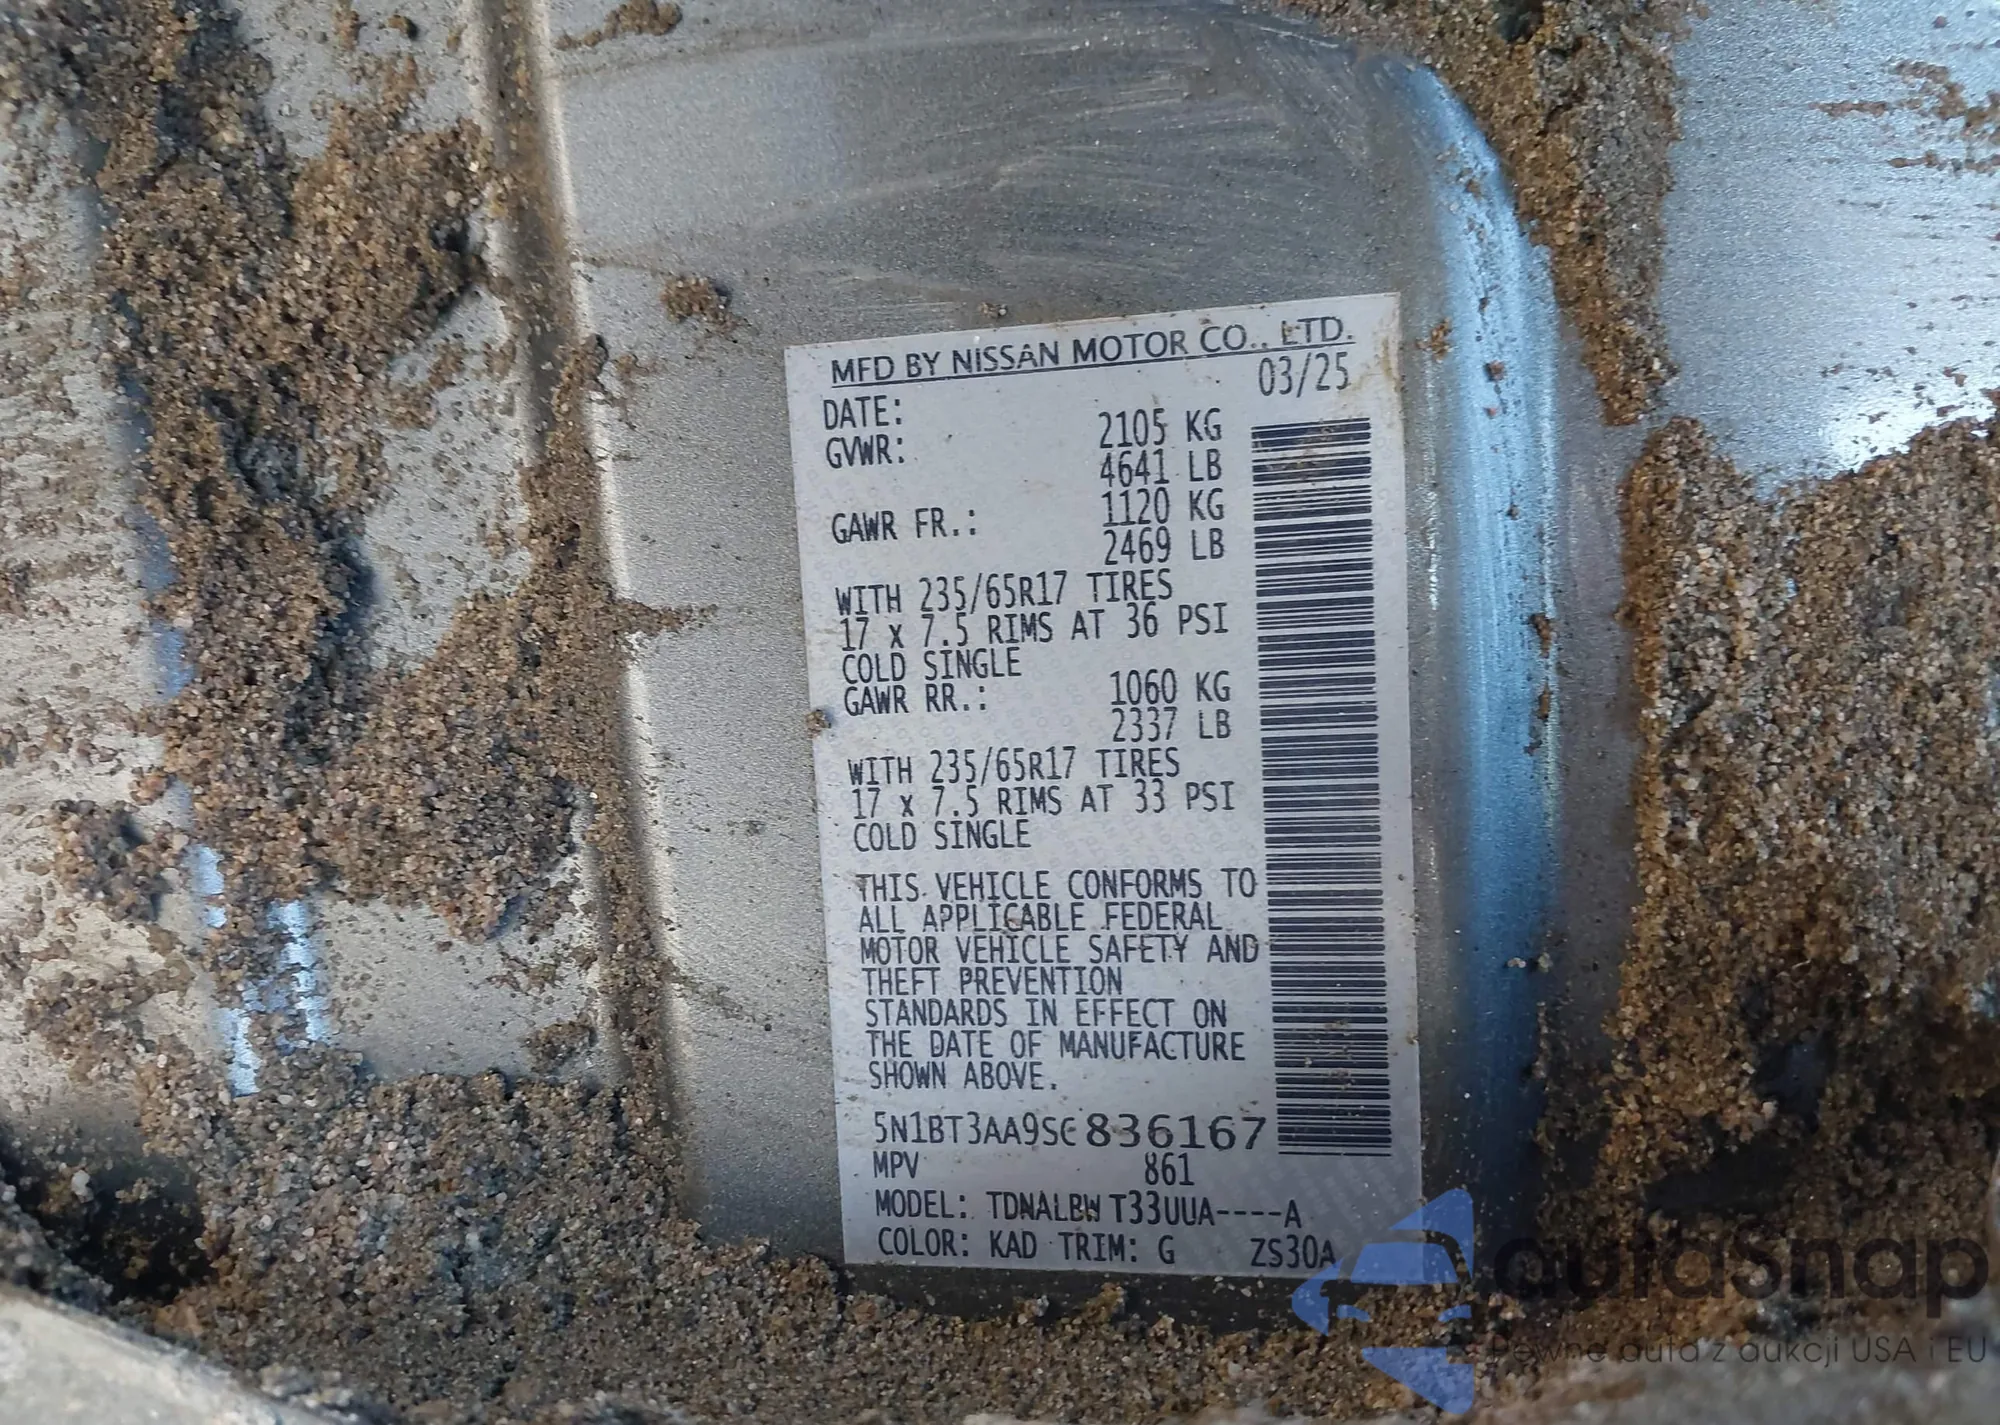 MFD BY NISSAN MOTOR CO., LTD.
DATE: 03/25
GVWR: 2105 KG
4641 LB
GAWR FR.: 1120 KG
2469 LB
WITH 235/65R17 TIRES
17 x 7.5 RIMS AT 36 PSI
COLD SINGLE
GAWR RR.: 1060 KG
2337 LB
WITH 235/65R17 TIRES
17 x 7.5 RIMS AT 33 PSI
COLD SINGLE
THIS VEHICLE CONFORMS TO
ALL APPLICABLE FEDERAL
MOTOR VEHICLE SAFETY AND
THEFT PREVENTION
STANDARDS IN EFFECT ON
THE DATE OF MANUFACTURE
SHOWN ABOVE.
5N1BT3AA9SC836167
MPV 861
MODEL: TDNALBW T33UUA----A
COLOR: KAD TRIM: G ZS30A
autosnap
Pewne auta z aukcji USA i EU